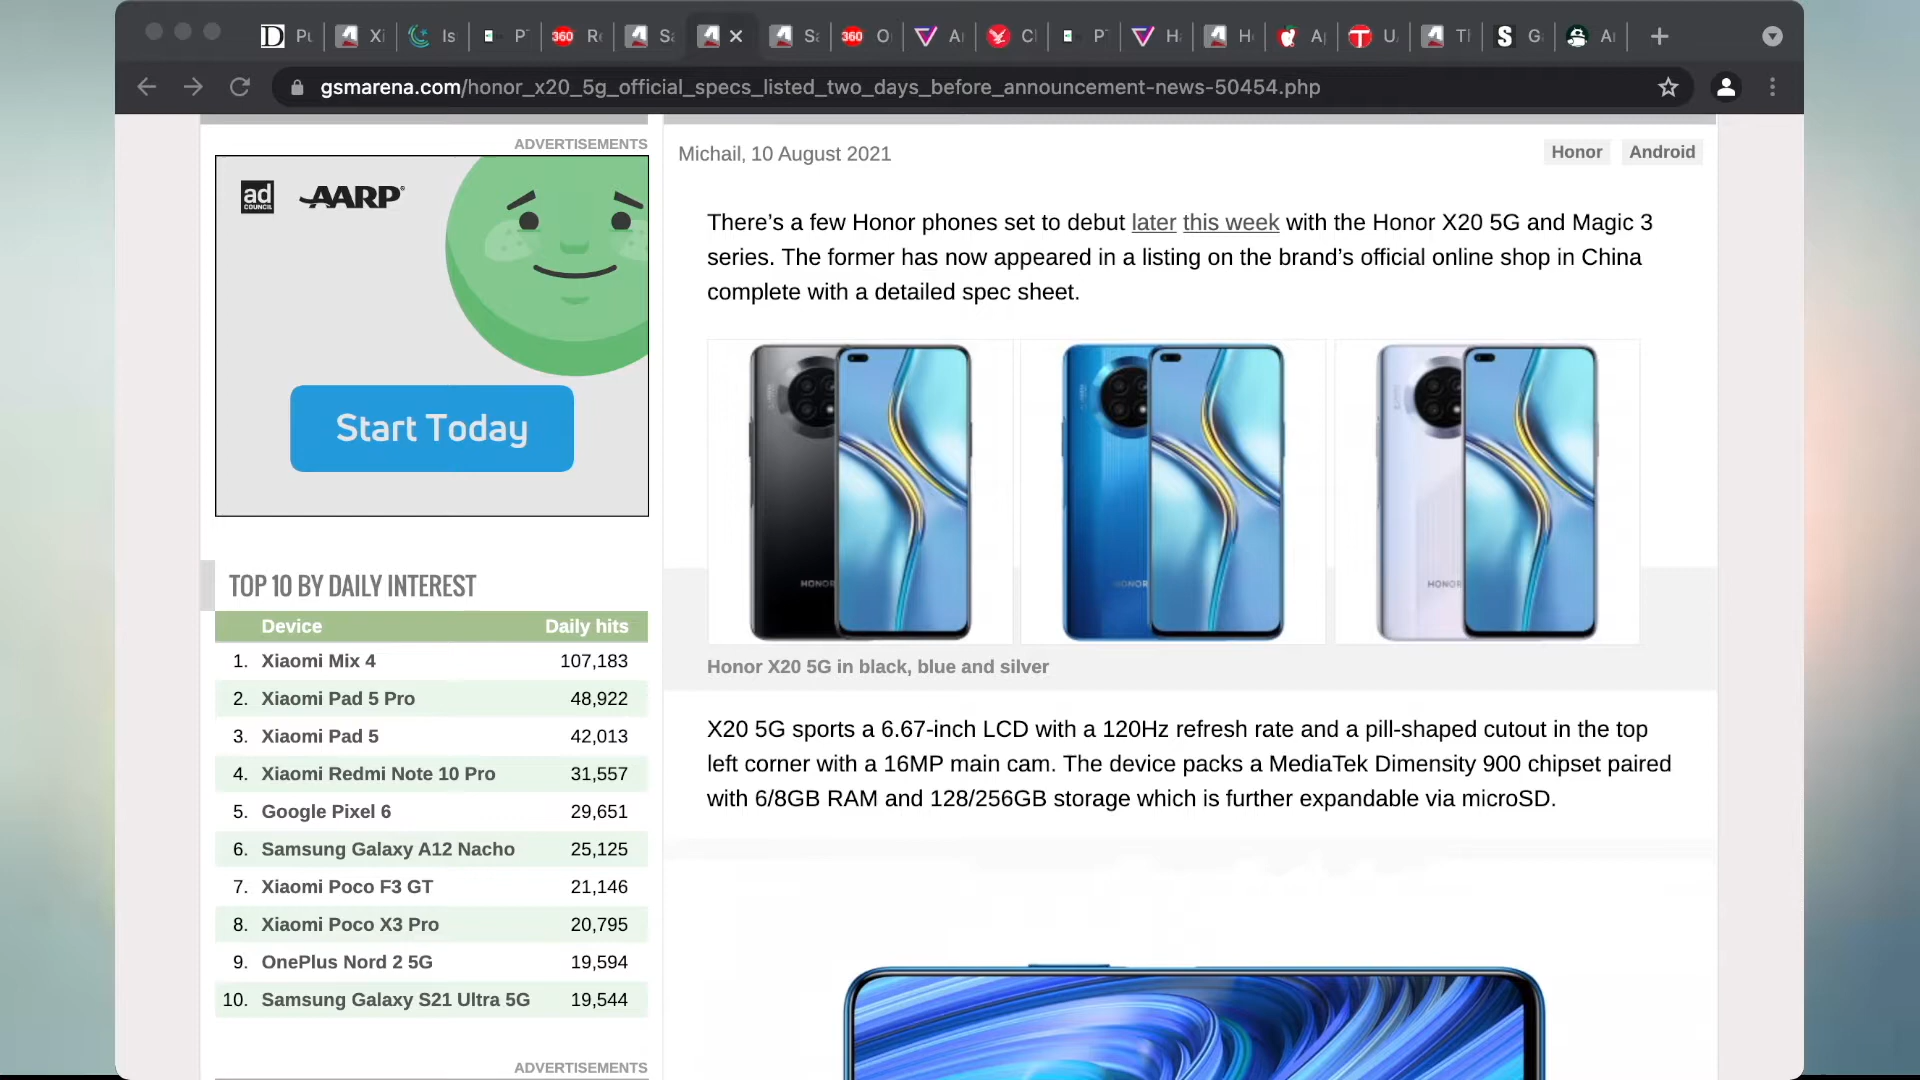 Xi
Is
360
gsmarena.com/honor_x20_5g_official_specs_listed_two_days_before_announcement-news-50454.php
ADVERTISEMENTS
ad COUNCIL AARP
Start Today
TOP 10 BY DAILY INTEREST
Device Daily hits
1. Xiaomi Mix 4 107,183
2. Xiaomi Pad 5 Pro 48,922
3. Xiaomi Pad 5 42,013
4. Xiaomi Redmi Note 10 Pro 31,557
5. Google Pixel 6 29,651
6. Samsung Galaxy A12 Nacho 25,125
7. Xiaomi Poco F3 GT 21,146
8. Xiaomi Poco X3 Pro 20,795
9. OnePlus Nord 2 5G 19,594
10. Samsung Galaxy S21 Ultra 5G 19,544
ADVERTISEMENTS
Michail, 10 August 2021
Honor Android
There’s a few Honor phones set to debut later this week with the Honor X20 5G and Magic 3
series. The former has now appeared in a listing on the brand’s official online shop in China
complete with a detailed spec sheet.
HONOR HONOR HONOR
Honor X20 5G in black, blue and silver
X20 5G sports a 6.67-inch LCD with a 120Hz refresh rate and a pill-shaped cutout in the top
left corner with a 16MP main cam. The device packs a MediaTek Dimensity 900 chipset paired
with 6/8GB RAM and 128/256GB storage which is further expandable via microSD.